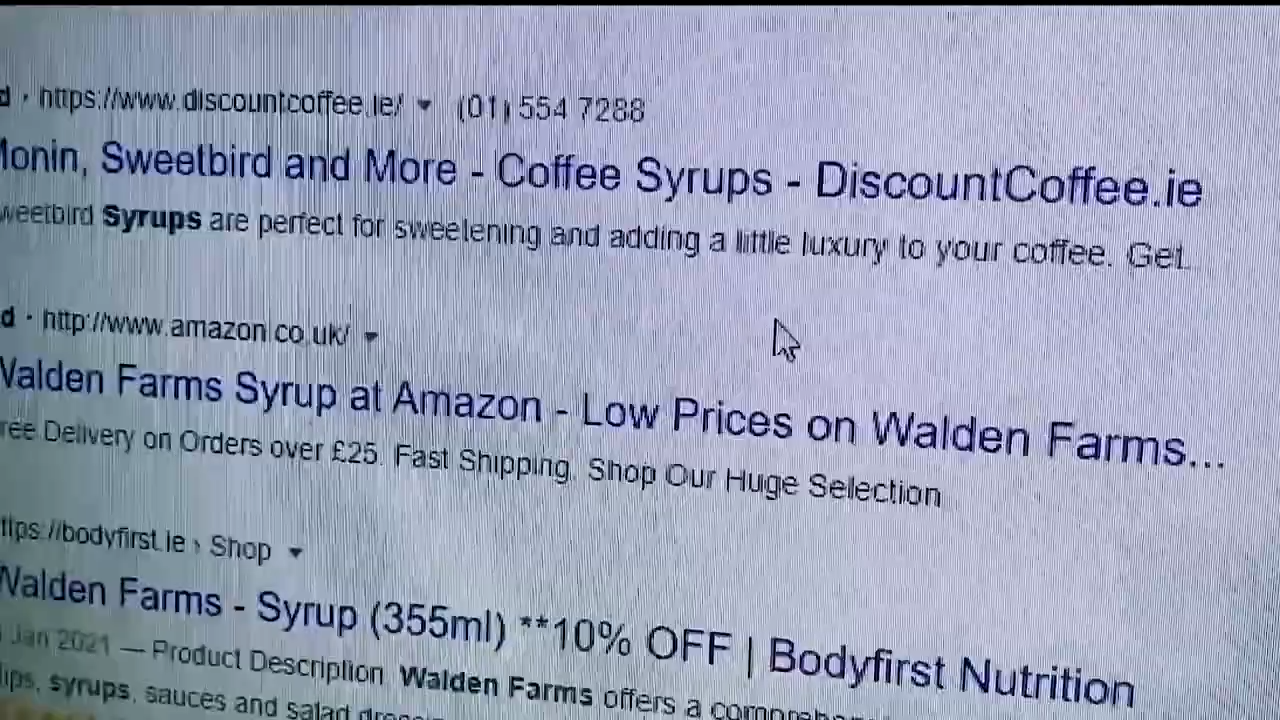 d · https://www.discountcoffee.ie/ (01) 554 7288
Monin, Sweetbird and More - Coffee Syrups - DiscountCoffee.ie
weetbird Syrups are perfect for sweetening and adding a little luxury to your coffee. Get
d · http://www.amazon.co.uk/
Walden Farms Syrup at Amazon - Low Prices on Walden Farms...
ree Delivery on Orders over £25. Fast Shipping. Shop Our Huge Selection
ttps://bodyfirst.ie › Shop
Walden Farms - Syrup (355ml) **10% OFF | Bodyfirst Nutrition
Jan 2021 — Product Description. Walden Farms offers a
syrups, sauces and salad